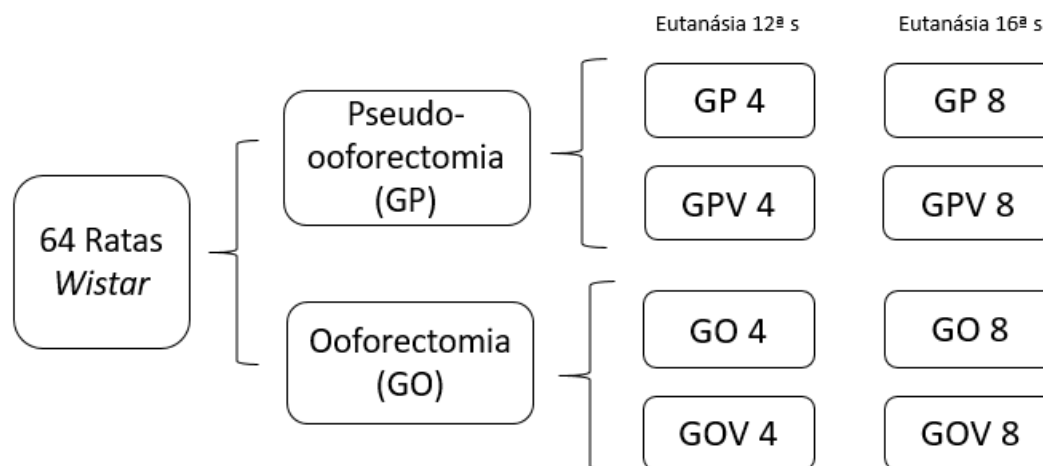 Eutanásia 12ª s
Eutanásia 16ª s
64 Ratas
Wistar
Pseudo-
ooforectomia
(GP)
GP 4
GP 8
GPV 4
GPV 8
Ooforectomia
(GO)
GO 4
GO 8
GOV 4
GOV 8